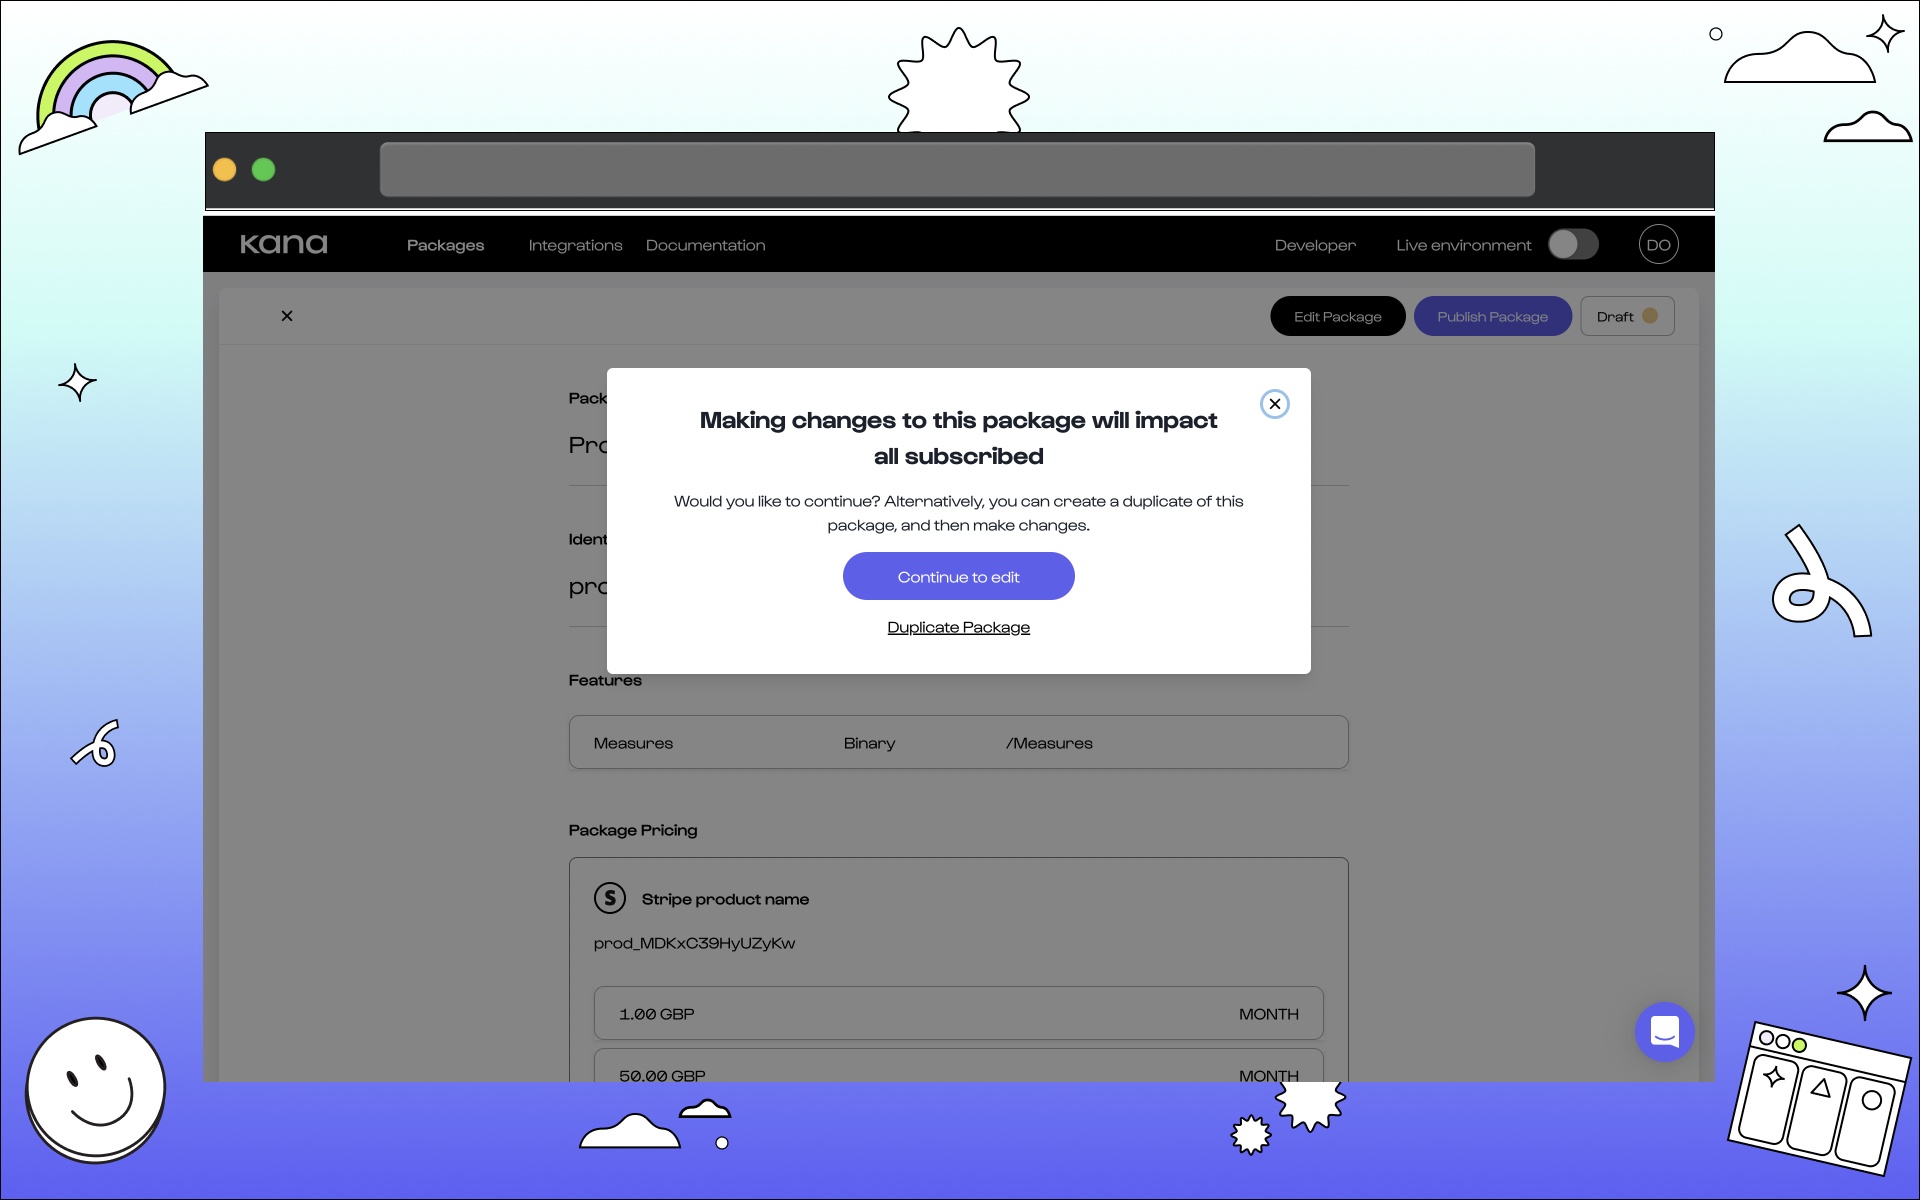 kana
Packages Integrations Documentation Developer Live environment DO
Edit Package Publish Package Draft
Making changes to this package will impact
all subscribed
Would you like to continue? Alternatively, you can create a duplicate of this
package, and then make changes.
Continue to edit
Duplicate Package
Pack
Pro
Ident
pro
Features
Measures Binary /Measures
Package Pricing
S Stripe product name
prod_MDKxC39HyUZyKw
1.00 GBP MONTH
50.00 GBP MONTH